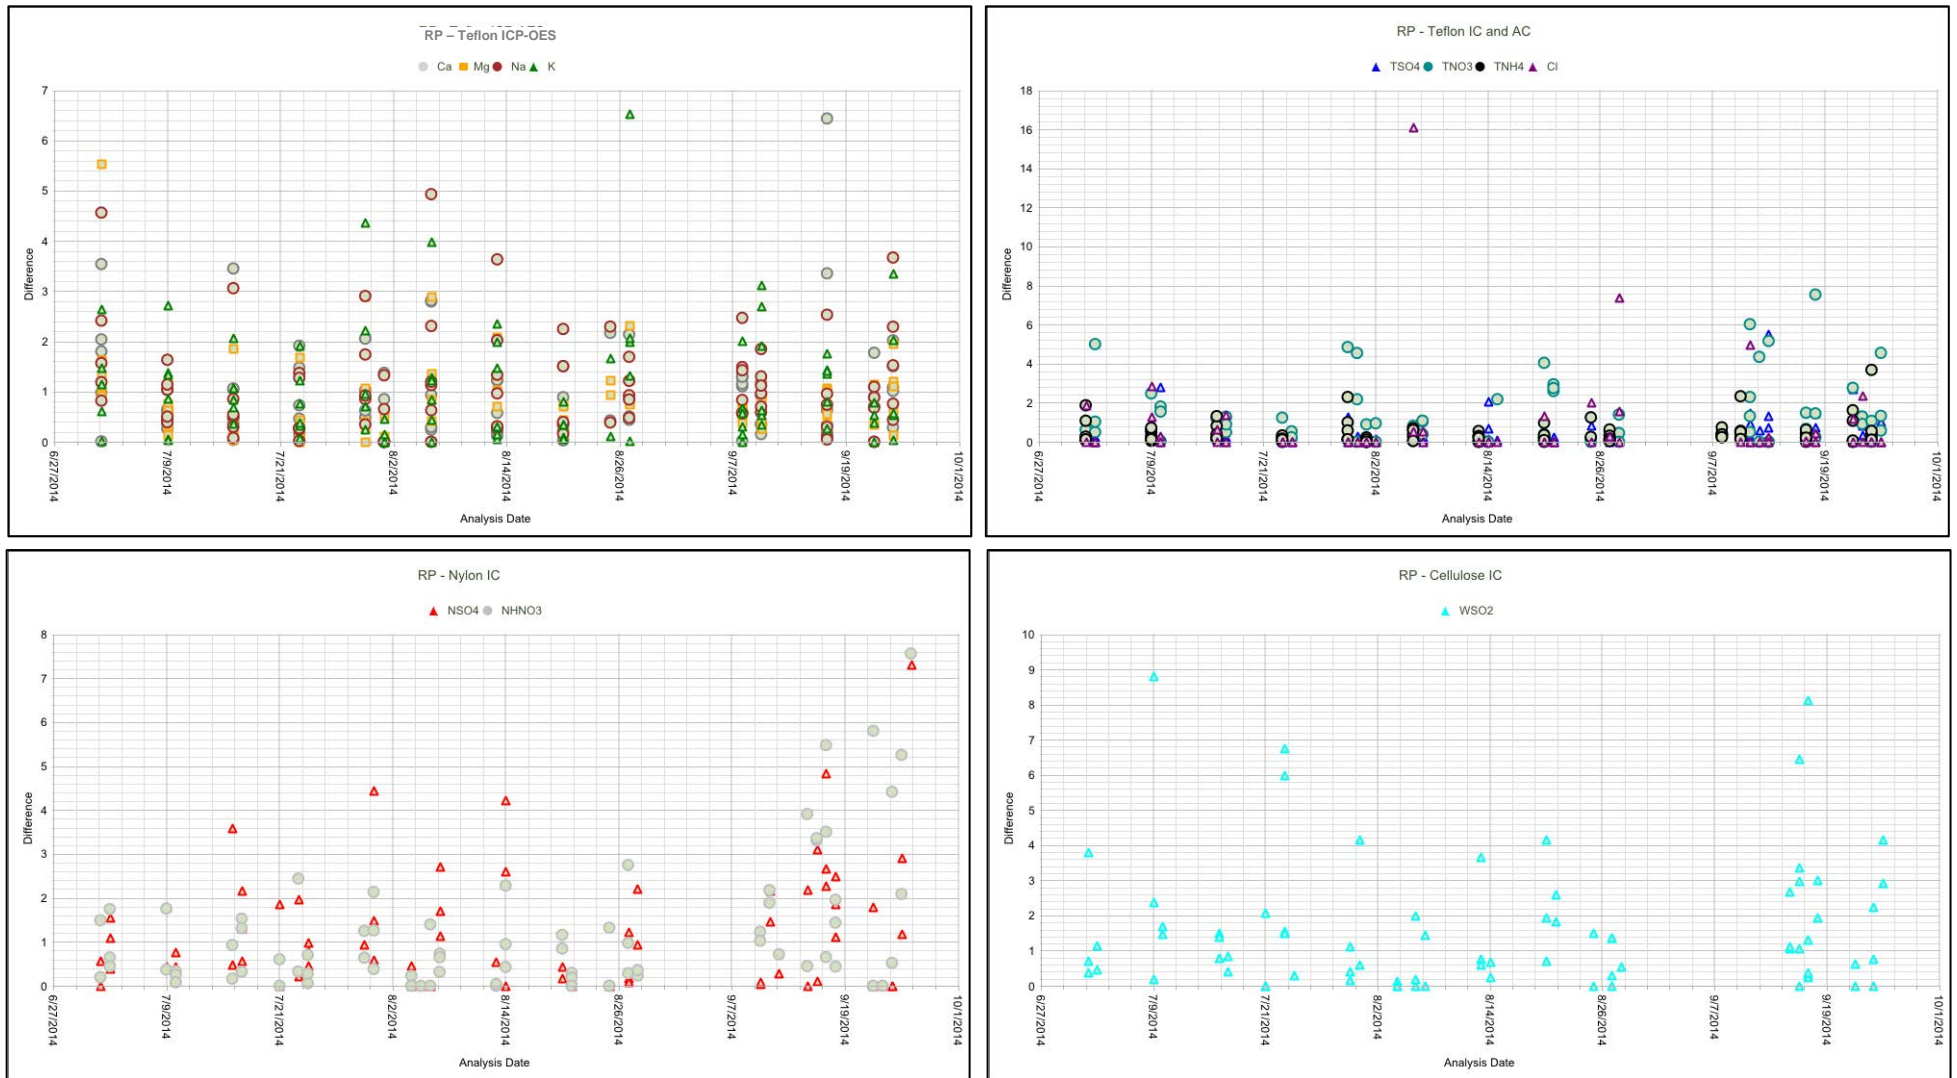 RP – Teflon ICP-OES
Ca Mg Na K
7
6
5
4
3
2
1
0
Difference
6/27/2014 7/9/2014 7/21/2014 8/2/2014 8/14/2014 8/26/2014 9/7/2014 9/19/2014 10/1/2014
Analysis Date
RP - Teflon IC and AC
TSO4 TNO3 TNH4 Cl
18
16
14
12
10
8
6
4
2
0
Difference
6/27/2014 7/9/2014 7/21/2014 8/2/2014 8/14/2014 8/26/2014 9/7/2014 9/19/2014 10/1/2014
Analysis Date
RP - Nylon IC
NSO4 NHNO3
8
7
6
5
4
3
2
1
0
Difference
6/27/2014 7/9/2014 7/21/2014 8/2/2014 8/14/2014 8/26/2014 9/7/2014 9/19/2014 10/1/2014
Analysis Date
RP - Cellulose IC
WSO2
10
9
8
7
6
5
4
3
2
1
0
Difference
6/27/2014 7/9/2014 7/21/2014 8/2/2014 8/14/2014 8/26/2014 9/7/2014 9/19/2014 10/1/2014
Analysis Date